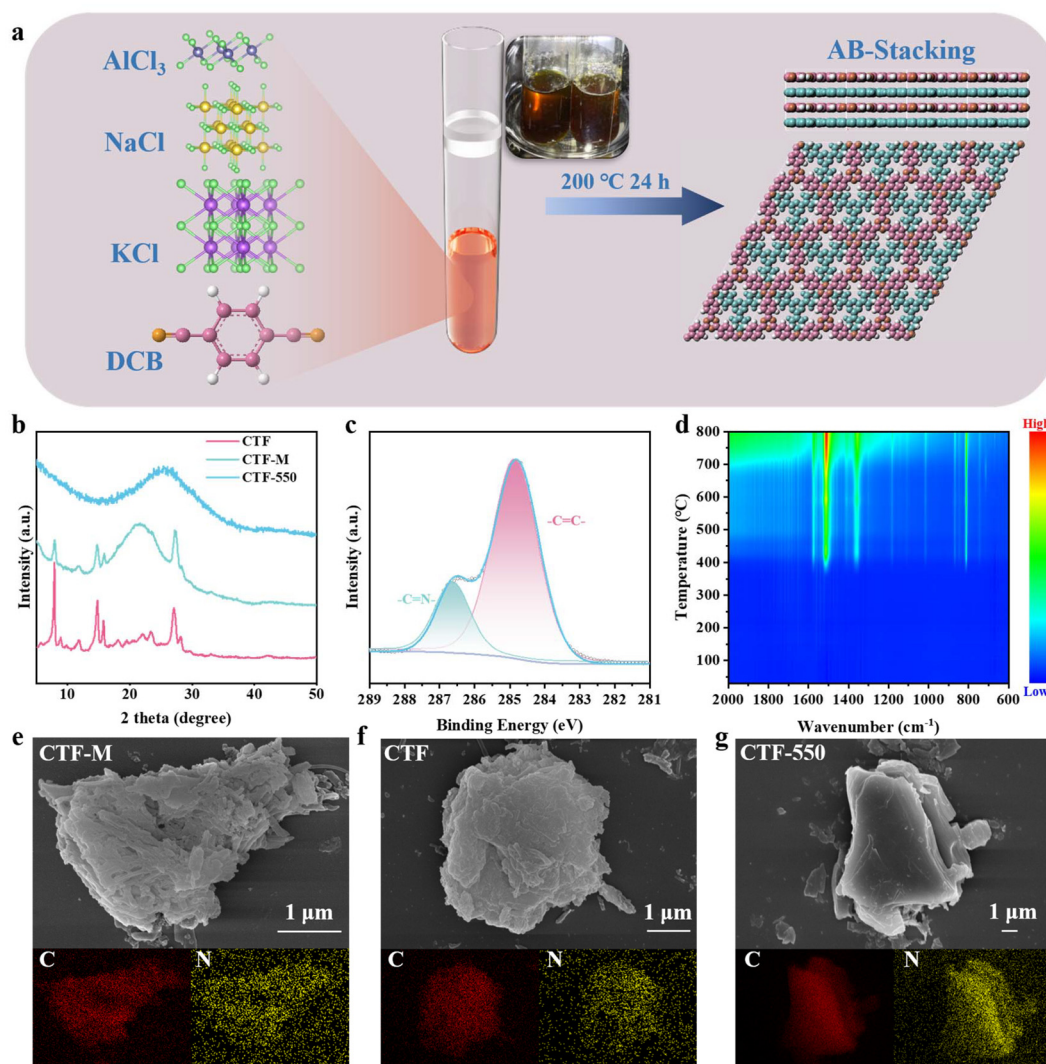 a
AlCl₃
NaCl
KCl
DCB
200 ℃ 24 h
AB-Stacking
b
CTF
CTF-M
CTF-550
Intensity (a.u.)
10 20 30 40 50
2 theta (degree)
c
-C=C-
-C=N-
Intensity (a.u.)
289 288 287 286 285 284 283 282 281
Binding Energy (eV)
d
High
Low
Temperature (℃)
800
700
600
500
400
300
200
100
2000 1800 1600 1400 1200 1000 800 600
Wavenumber (cm⁻¹)
e
CTF-M
1 μm
C
N
f
CTF
1 μm
C
N
g
CTF-550
1 μm
C
N